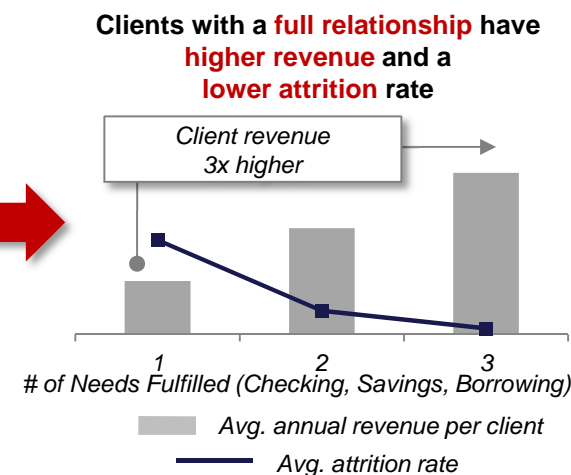 Clients with a full relationship have
higher revenue and a
lower attrition rate
Client revenue
3x higher
1 2 3
# of Needs Fulfilled (Checking, Savings, Borrowing)
Avg. annual revenue per client
Avg. attrition rate